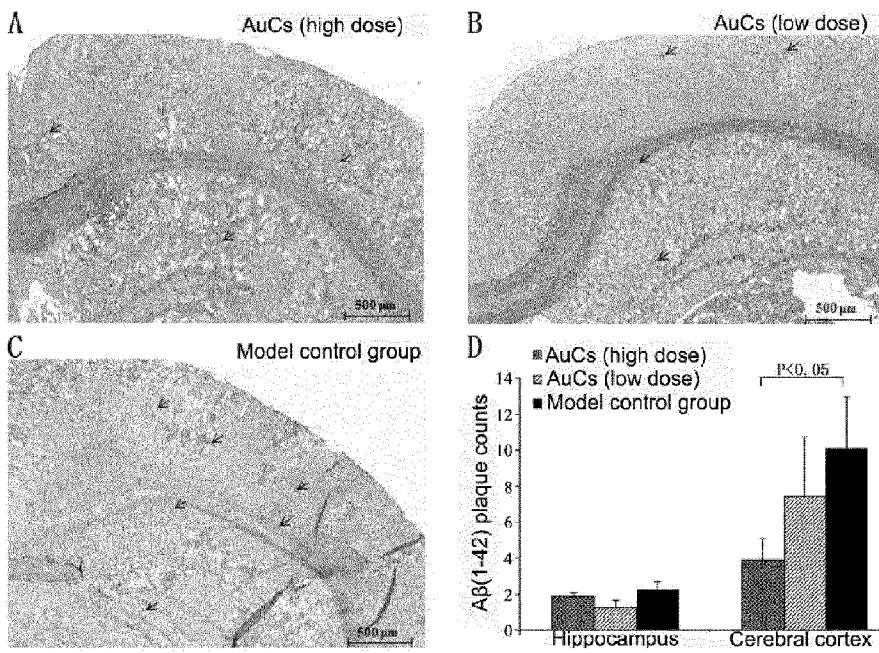 A
AuCs (high dose)
500 µm
B
AuCs (low dose)
500 µm
C
Model control group
500 µm
D
AuCs (high dose)
AuCs (low dose)
Model control group
P<0.05
Aβ(1-42) plaque counts
14
12
10
8
6
4
2
0
Hippocampus
Cerebral cortex